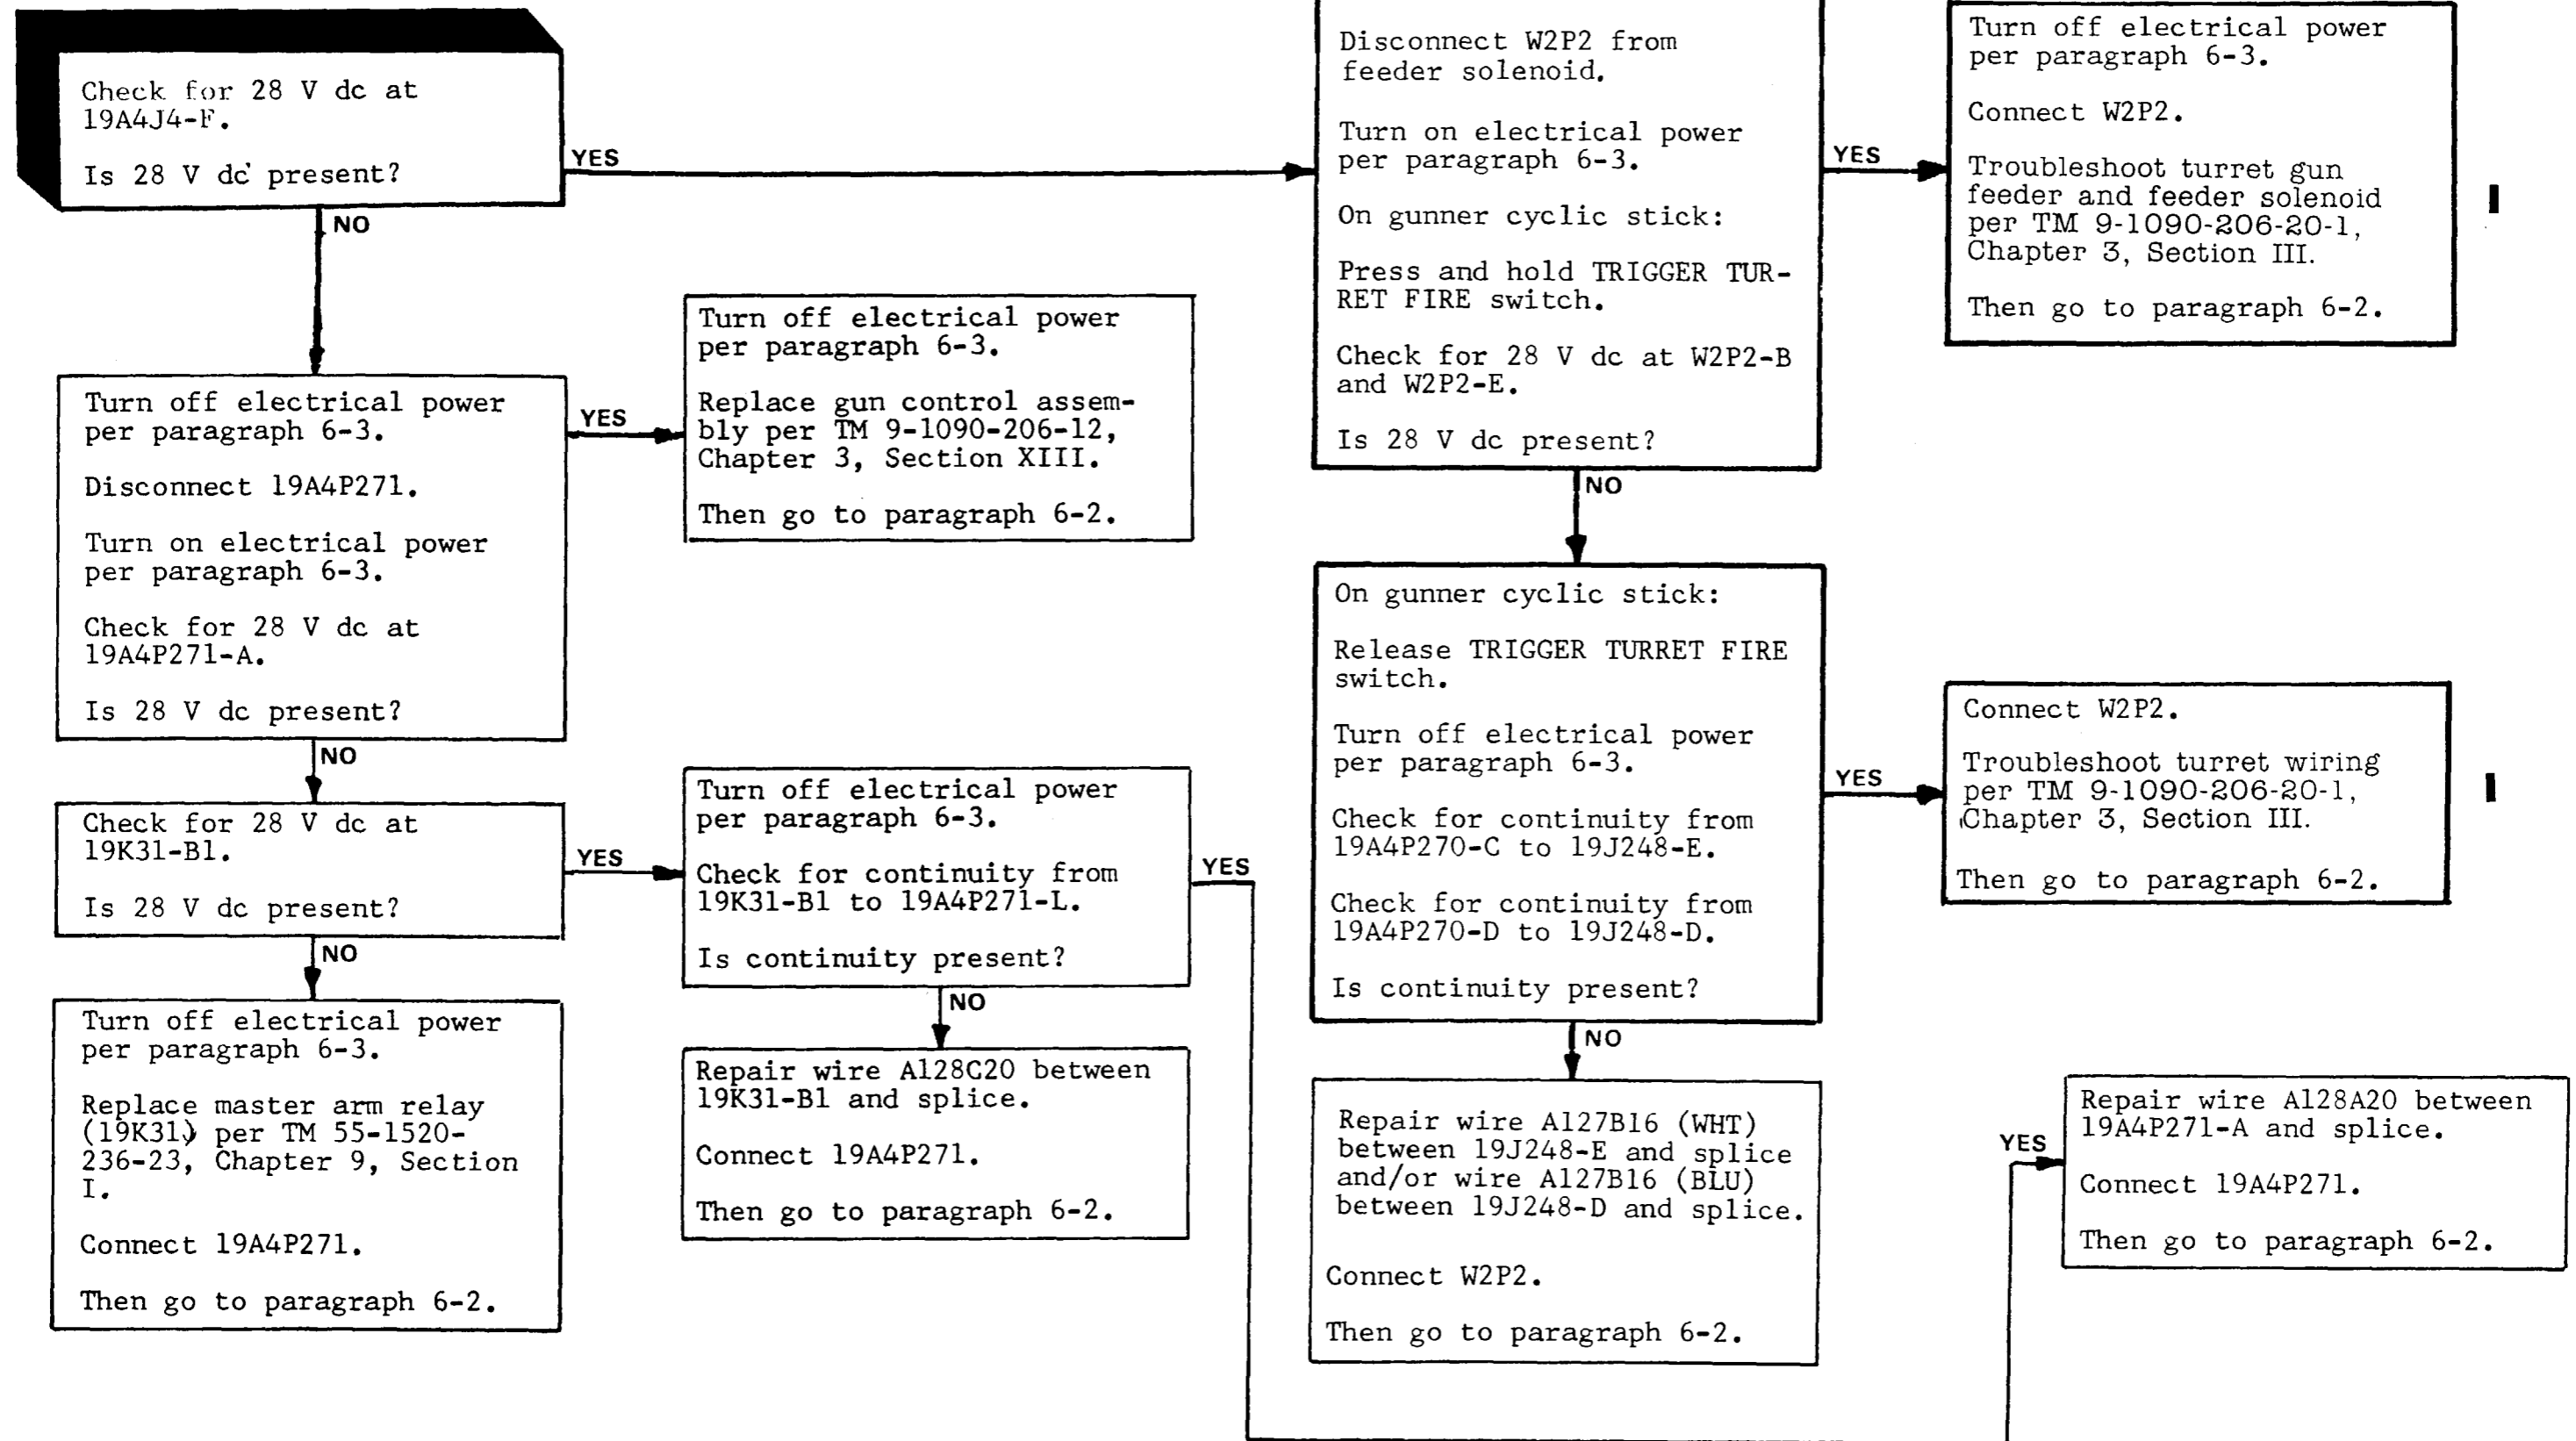 Check for 28 V dc at
19A4J4-F.
Is 28 V dc present?
YES
NO
Turn off electrical power
per paragraph 6-3.
Disconnect 19A4P271.
Turn on electrical power
per paragraph 6-3.
Check for 28 V dc at
19A4P271-A.
Is 28 V dc present?
YES
NO
Turn off electrical power
per paragraph 6-3.
Replace gun control assem-
bly per TM 9-1090-206-12,
Chapter 3, Section XIII.
Then go to paragraph 6-2.
Check for 28 V dc at
19K31-B1.
Is 28 V dc present?
YES
NO
Turn off electrical power
per paragraph 6-3.
Replace master arm relay
(19K31) per TM 55-1520-
236-23, Chapter 9, Section
I.
Connect 19A4P271.
Then go to paragraph 6-2.
Turn off electrical power
per paragraph 6-3.
Check for continuity from
19K31-B1 to 19A4P271-L.
Is continuity present?
YES
NO
Repair wire A128C20 between
19K31-B1 and splice.
Connect 19A4P271.
Then go to paragraph 6-2.
Disconnect W2P2 from
feeder solenoid.
Turn on electrical power
per paragraph 6-3.
On gunner cyclic stick:
Press and hold TRIGGER TUR-
RET FIRE switch.
Check for 28 V dc at W2P2-B
and W2P2-E.
Is 28 V dc present?
YES
NO
Turn off electrical power
per paragraph 6-3.
Connect W2P2.
Troubleshoot turret gun
feeder and feeder solenoid
per TM 9-1090-206-20-1,
Chapter 3, Section III.
Then go to paragraph 6-2.
On gunner cyclic stick:
Release TRIGGER TURRET FIRE
switch.
Turn off electrical power
per paragraph 6-3.
Check for continuity from
19A4P270-C to 19J248-E.
Check for continuity from
19A4P270-D to 19J248-D.
Is continuity present?
YES
NO
Connect W2P2.
Troubleshoot turret wiring
per TM 9-1090-206-20-1,
Chapter 3, Section III.
Then go to paragraph 6-2.
Repair wire A127B16 (WHT)
between 19J248-E and splice
and/or wire A127B16 (BLU)
between 19J248-D and splice.
Connect W2P2.
Then go to paragraph 6-2.
YES
Repair wire A128A20 between
19A4P271-A and splice.
Connect 19A4P271.
Then go to paragraph 6-2.